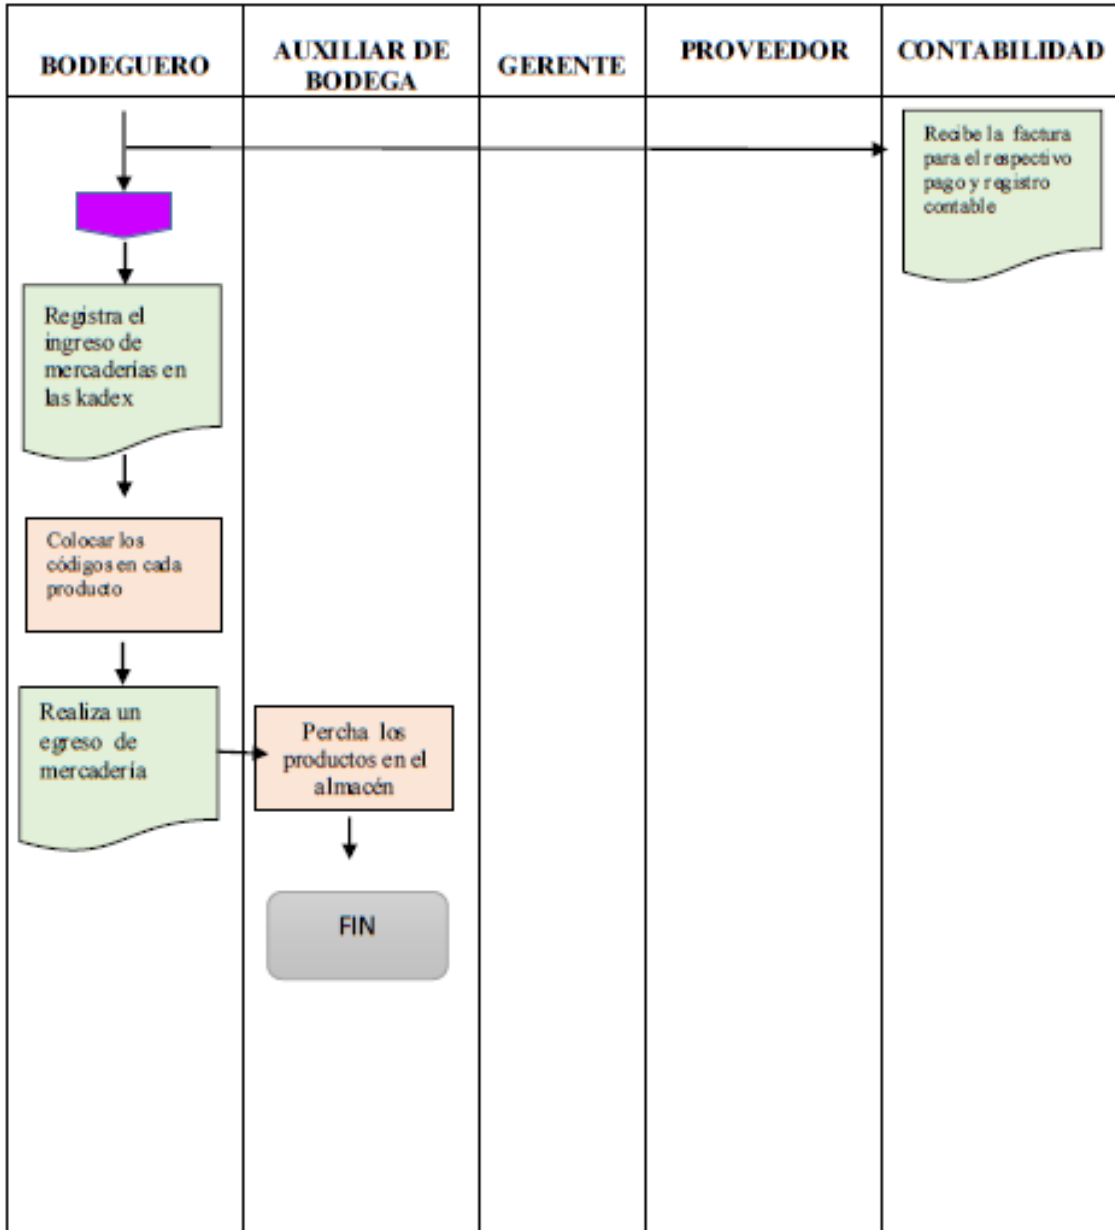 BODEGUERO
AUXILIAR DE
BODEGA
GERENTE
PROVEEDOR
CONTABILIDAD
Recibe la factura
para el respectivo
pago y registro
contable
Registra el
ingreso de
mercaderías en
las kadex
Colocar los
códigos en cada
producto
Realiza un
egreso de
mercadería
Percha los
productos en el
almacén
FIN